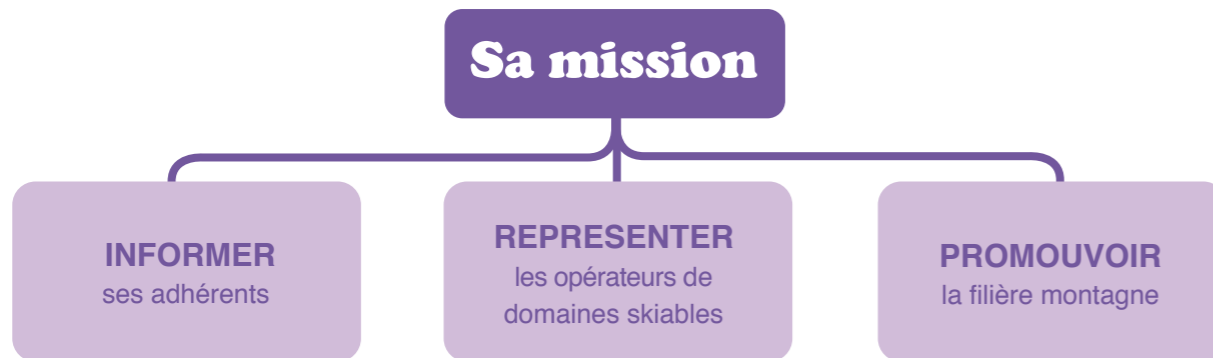 Sa mission
INFORMER
ses adhérents
REPRESENTER
les opérateurs de
domaines skiables
PROMOUVOIR
la filière montagne